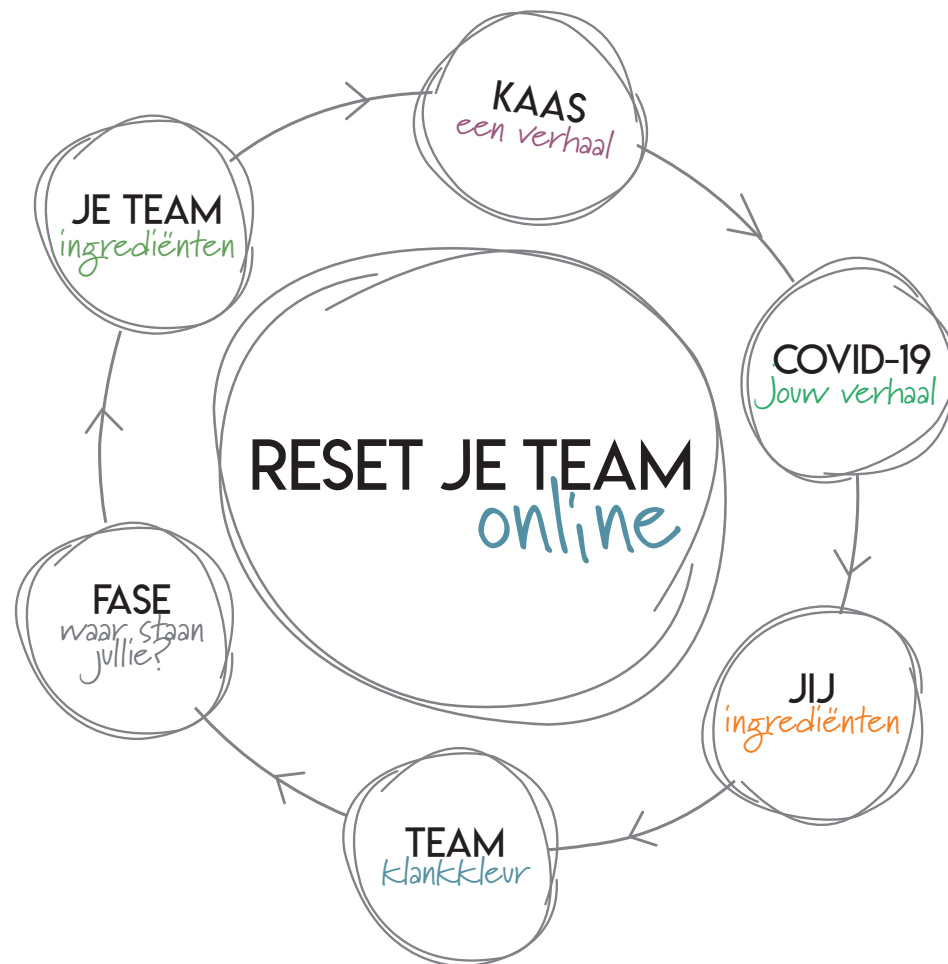 KAAS
een verhaal
JE TEAM
ingrediënten
COVID-19
Jouw verhaal
RESET JE TEAM
online
FASE
waar staan
jullie?
JIJ
ingrediënten
TEAM
klankkleur